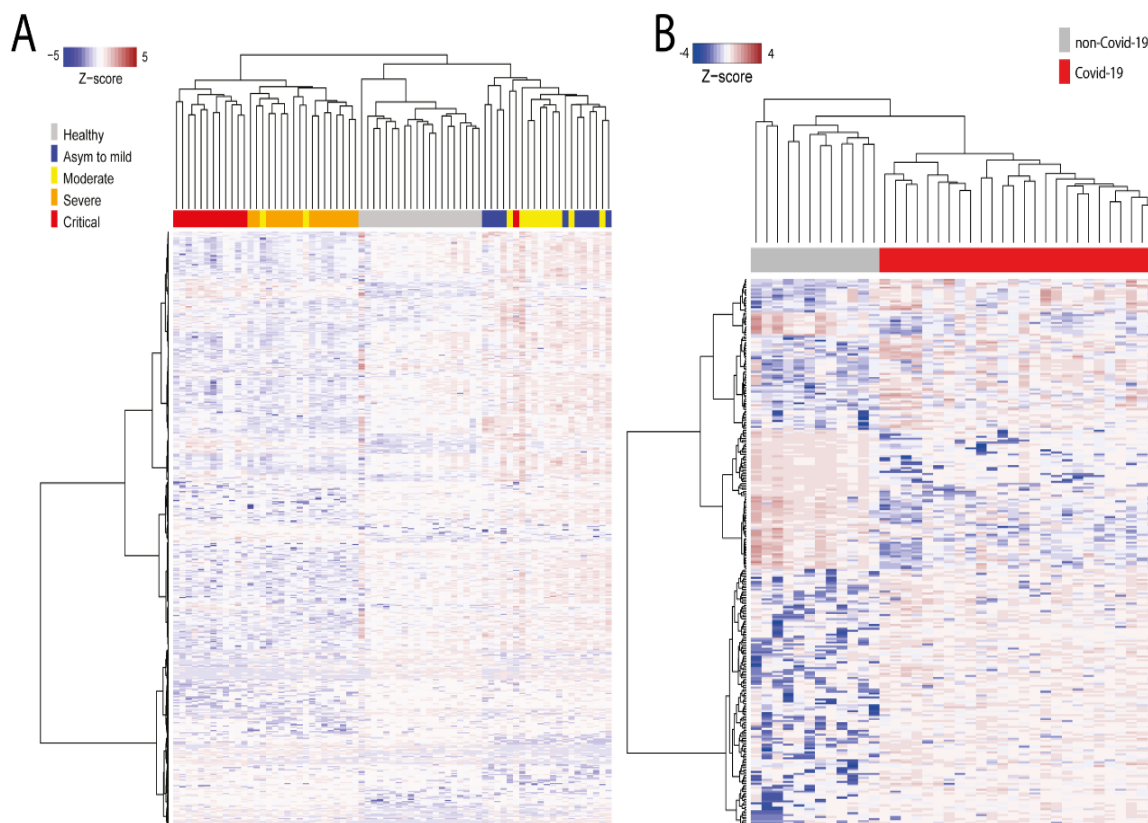 A
-5 5
Z-score
Healthy
Asym to mild
Moderate
Severe
Critical
B
-4 4
Z-score
non-Covid-19
Covid-19